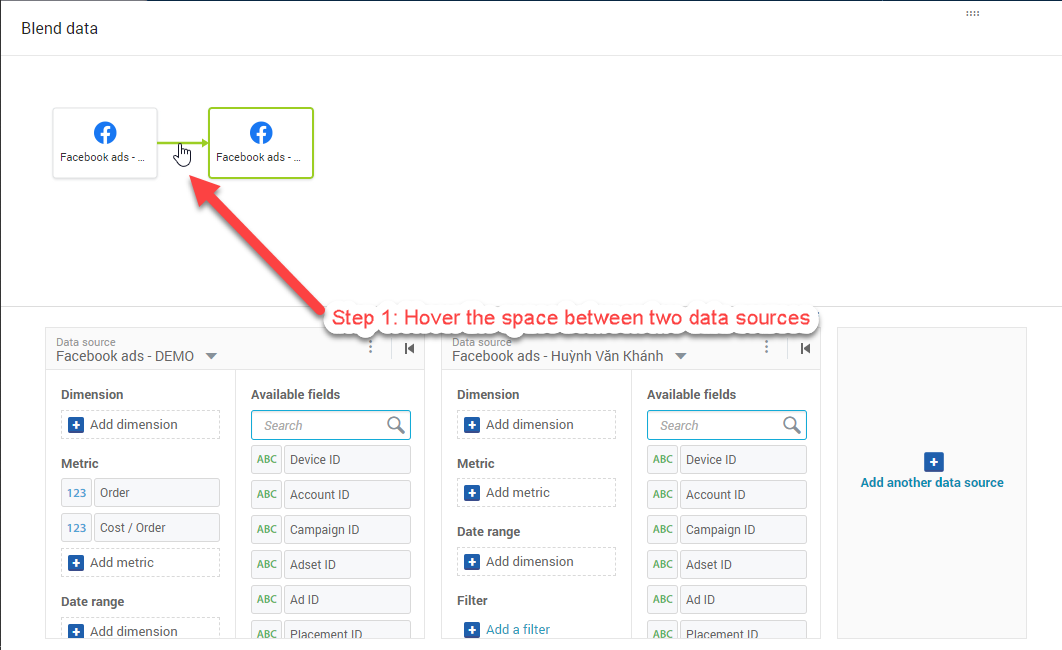 Blend data
Facebook ads - ...
Facebook ads - ...
Step 1: Hover the space between two data sources
Data source
Facebook ads - DEMO
Dimension
Add dimension
Metric
123 Order
123 Cost / Order
Add metric
Date range
Add dimension
Available fields
Search
ABC Device ID
ABC Account ID
ABC Campaign ID
ABC Adset ID
ABC Ad ID
ABC Placement ID
Data source
Facebook ads - Huỳnh Văn Khánh
Dimension
Add dimension
Metric
Add metric
Date range
Add dimension
Filter
Add a filter
Available fields
Search
ABC Device ID
ABC Account ID
ABC Campaign ID
ABC Adset ID
ABC Ad ID
ABC Placement ID
Add another data source